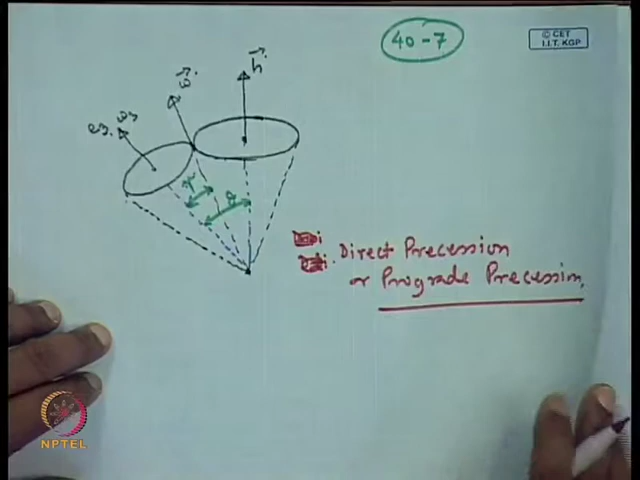 40-7
© CET
I.I.T. KGP
h
ω
e3, ω3
γ
θ
Direct Precession
or Prograde Precession
NPTEL